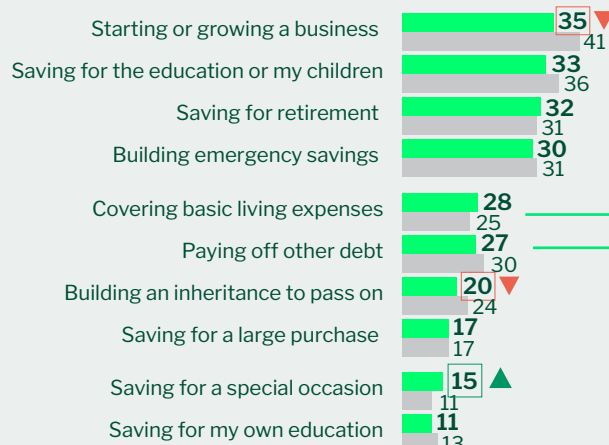 Starting or growing a business 35
41
Saving for the education or my children 33
36
Saving for retirement 32
31
Building emergency savings 30
31
Covering basic living expenses 28
25
Paying off other debt 27
30
Building an inheritance to pass on 20
24
Saving for a large purchase 17
17
Saving for a special occasion 15
11
Saving for my own education 11
13